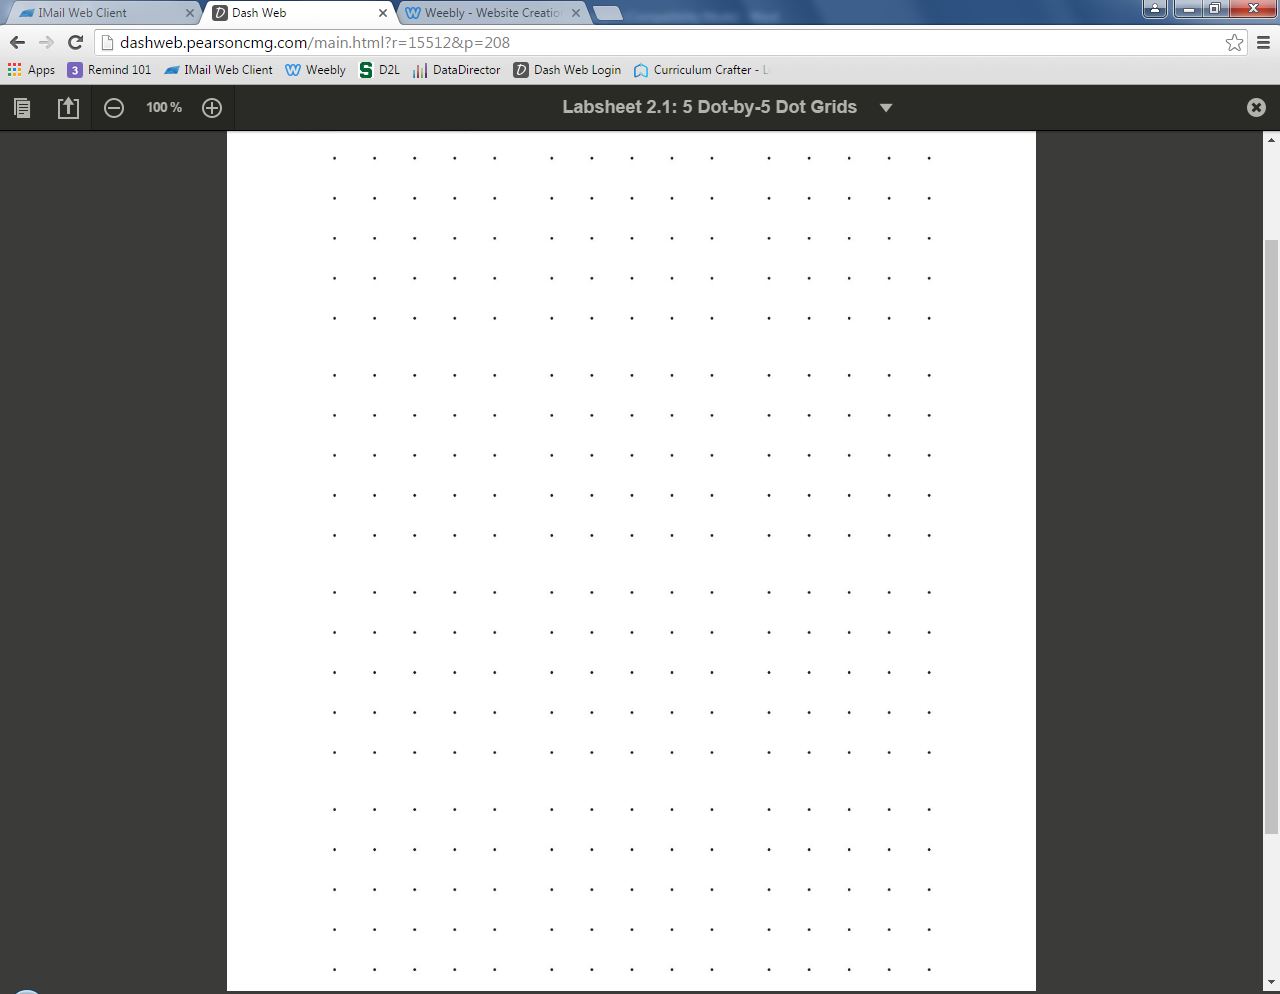 IMail Web Client
Dash Web
Weebly - Website Creatio
dashweb.pearsoncmg.com/main.html?r=15512&p=208
Apps
3 Remind 101
IMail Web Client
Weebly
S D2L
DataDirector
D Dash Web Login
Curriculum Crafter - L
100 %
Labsheet 2.1: 5 Dot-by-5 Dot Grids